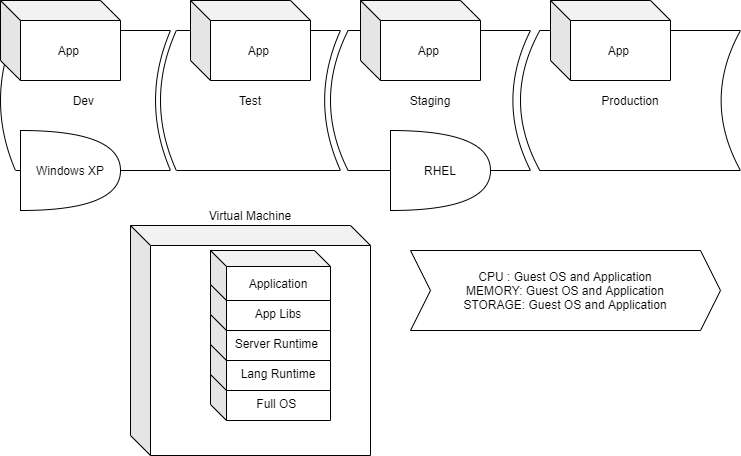 App
App
App
App
Dev
Test
Staging
Production
Windows XP
RHEL
Virtual Machine
Application
App Libs
Server Runtime
Lang Runtime
Full OS
CPU : Guest OS and Application
MEMORY: Guest OS and Application
STORAGE: Guest OS and Application